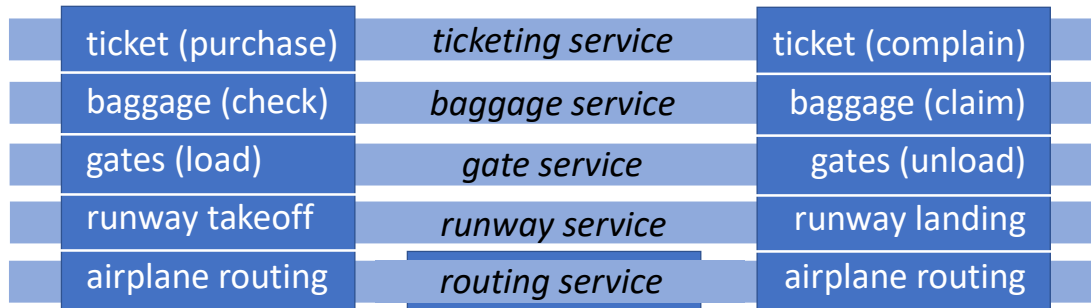 ticket (purchase) ticketing service ticket (complain)
baggage (check) baggage service baggage (claim)
gates (load) gate service gates (unload)
runway takeoff runway service runway landing
airplane routing routing service airplane routing